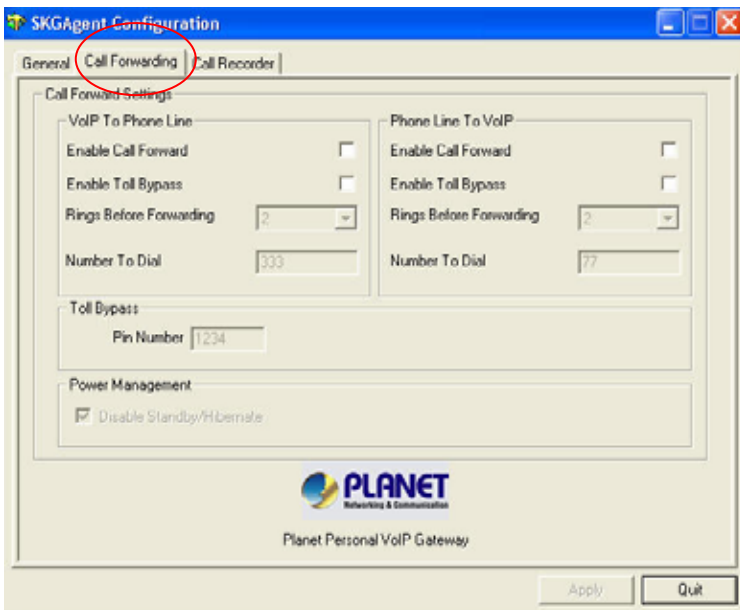 SKGAgent Configuration
General Call Forwarding Call Recorder
Call Forward Settings
VoIP To Phone Line
Enable Call Forward
Enable Toll Bypass
Rings Before Forwarding 2
Number To Dial 333
Phone Line To VoIP
Enable Call Forward
Enable Toll Bypass
Rings Before Forwarding 2
Number To Dial 77
Toll Bypass
Pin Number 1234
Power Management
Disable Standby/Hibernate
PLANET
Networking & Communication
Planet Personal VoIP Gateway
Apply Quit